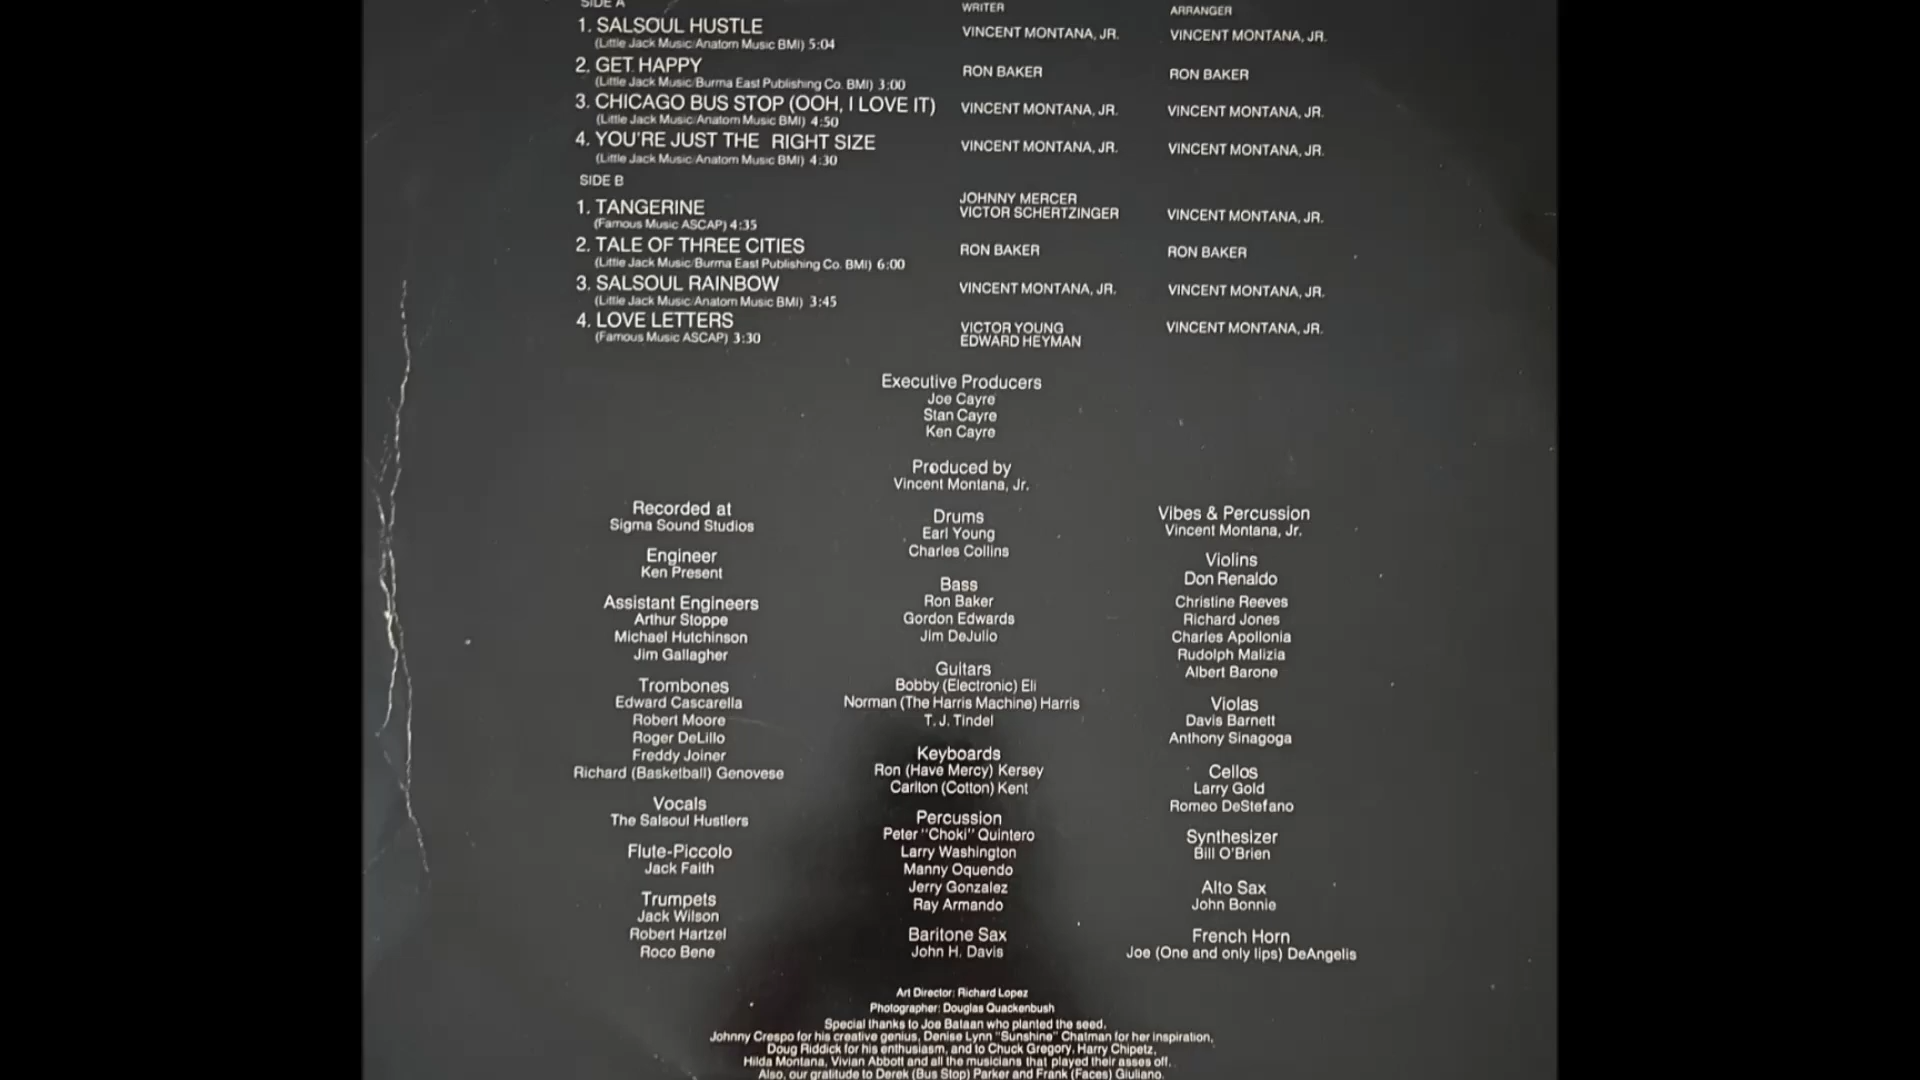 SIDE A
WRITER
ARRANGER
1. SALSOUL HUSTLE
(Little Jack Music/Anatom Music BMI) 5:04
VINCENT MONTANA, JR.
VINCENT MONTANA, JR.
2. GET HAPPY
(Little Jack Music/Burma East Publishing Co. BMI) 3:00
RON BAKER
RON BAKER
3. CHICAGO BUS STOP (OOH, I LOVE IT)
(Little Jack Music/Anatom Music BMI) 4:50
VINCENT MONTANA, JR.
VINCENT MONTANA, JR.
4. YOU'RE JUST THE RIGHT SIZE
(Little Jack Music/Anatom Music BMI) 4:30
VINCENT MONTANA, JR.
VINCENT MONTANA, JR.
SIDE B
1. TANGERINE
(Famous Music ASCAP) 4:35
JOHNNY MERCER
VICTOR SCHERTZINGER
VINCENT MONTANA, JR.
2. TALE OF THREE CITIES
(Little Jack Music/Burma East Publishing Co. BMI) 6:00
RON BAKER
RON BAKER
3. SALSOUL RAINBOW
(Little Jack Music/Anatom Music BMI) 3:45
VINCENT MONTANA, JR.
VINCENT MONTANA, JR.
4. LOVE LETTERS
(Famous Music ASCAP) 3:30
VICTOR YOUNG
EDWARD HEYMAN
VINCENT MONTANA, JR.
Executive Producers
Joe Cayre
Stan Cayre
Ken Cayre
Produced by
Vincent Montana, Jr.
Recorded at
Sigma Sound Studios
Engineer
Ken Present
Assistant Engineers
Arthur Stoppe
Michael Hutchinson
Jim Gallagher
Trombones
Edward Cascarella
Robert Moore
Roger DeLillo
Freddy Joiner
Richard (Basketball) Genovese
Vocals
The Salsoul Hustlers
Flute-Piccolo
Jack Faith
Trumpets
Jack Wilson
Robert Hartzel
Roco Bene
Drums
Earl Young
Charles Collins
Bass
Ron Baker
Gordon Edwards
Jim DeJulio
Guitars
Bobby (Electronic) Eli
Norman (The Harris Machine) Harris
T. J. Tindel
Keyboards
Ron (Have Mercy) Kersey
Carlton (Cotton) Kent
Percussion
Peter "Choki" Quintero
Larry Washington
Manny Oquendo
Jerry Gonzalez
Ray Armando
Baritone Sax
John H. Davis
Vibes & Percussion
Vincent Montana, Jr.
Violins
Don Renaldo
Christine Reeves
Richard Jones
Charles Apollonia
Rudolph Malizia
Albert Barone
Violas
Davis Barnett
Anthony Sinagoga
Cellos
Larry Gold
Romeo DeStefano
Synthesizer
Bill O'Brien
Alto Sax
John Bonnie
French Horn
Joe (One and only lips) DeAngelis
Art Director: Richard Lopez
Photographer: Douglas Quackenbush
Special thanks to Joe Bataan who planted the seed,
Johnny Crespo for his creative genius, Denise Lynn "Sunshine" Chatman for her inspiration,
Doug Riddick for his enthusiasm, and to Chuck Gregory, Harry Chipetz,
Hilda Montana, Vivian Abbott and all the musicians that played their asses off.
Also, our gratitude to Derek (Bus Stop) Parker and Frank (Faces) Giuliano.